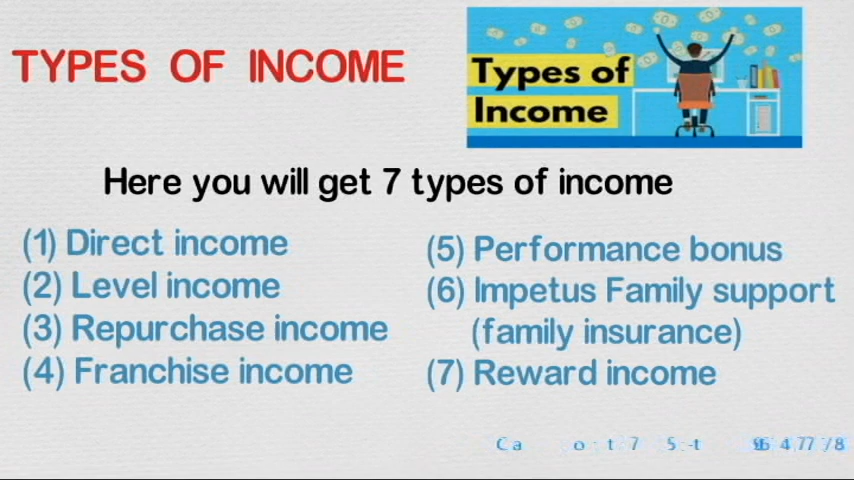 TYPES OF INCOME
Types of
Income
Here you will get 7 types of income
(1) Direct income
(2) Level income
(3) Repurchase income
(4) Franchise income
(5) Performance bonus
(6) Impetus Family support
(family insurance)
(7) Reward income